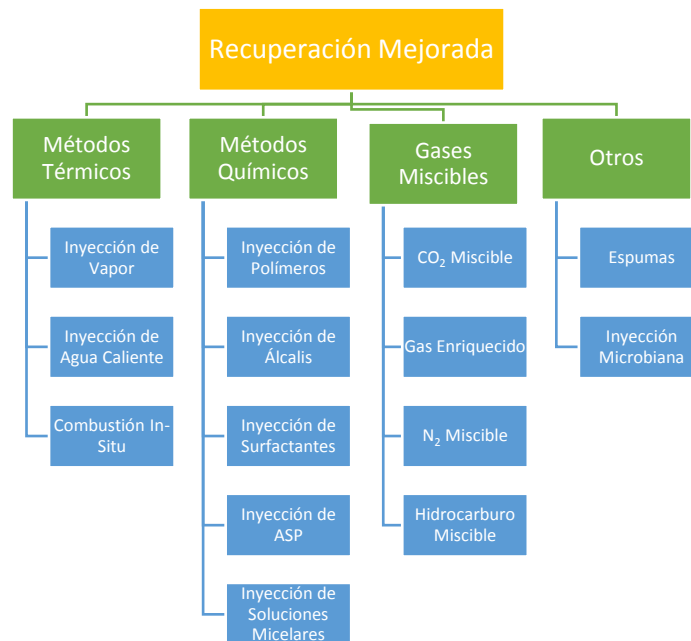 Recuperación Mejorada
Métodos
Térmicos
Inyección de
Vapor
Inyección de
Agua Caliente
Combustión In-
Situ
Métodos
Químicos
Inyección de
Polímeros
Inyección de
Álcalis
Inyección de
Surfactantes
Inyección de
ASP
Inyección de
Soluciones
Micelares
Gases
Miscibles
CO₂ Miscible
Gas Enriquecido
N₂ Miscible
Hidrocarburo
Miscible
Otros
Espumas
Inyección
Microbiana